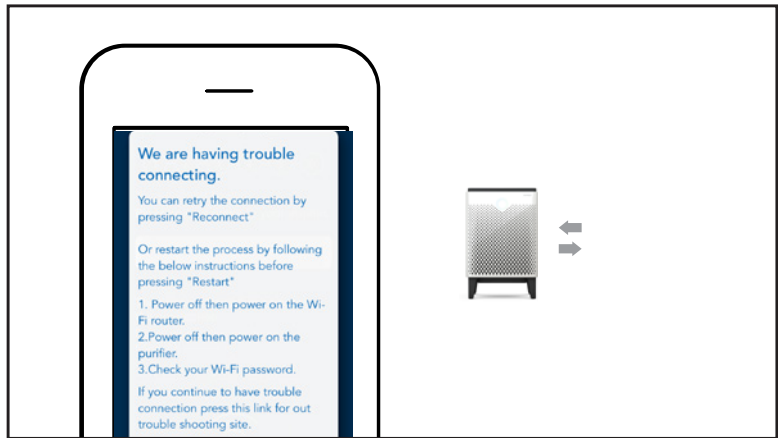 We are having trouble
connecting.
You can retry the connection by
pressing "Reconnect"
Or restart the process by following
the below instructions before
pressing "Restart"
1. Power off then power on the Wi-
Fi router.
2.Power off then power on the
purifier.
3.Check your Wi-Fi password.
If you continue to have trouble
connection press this link for out
trouble shooting site.